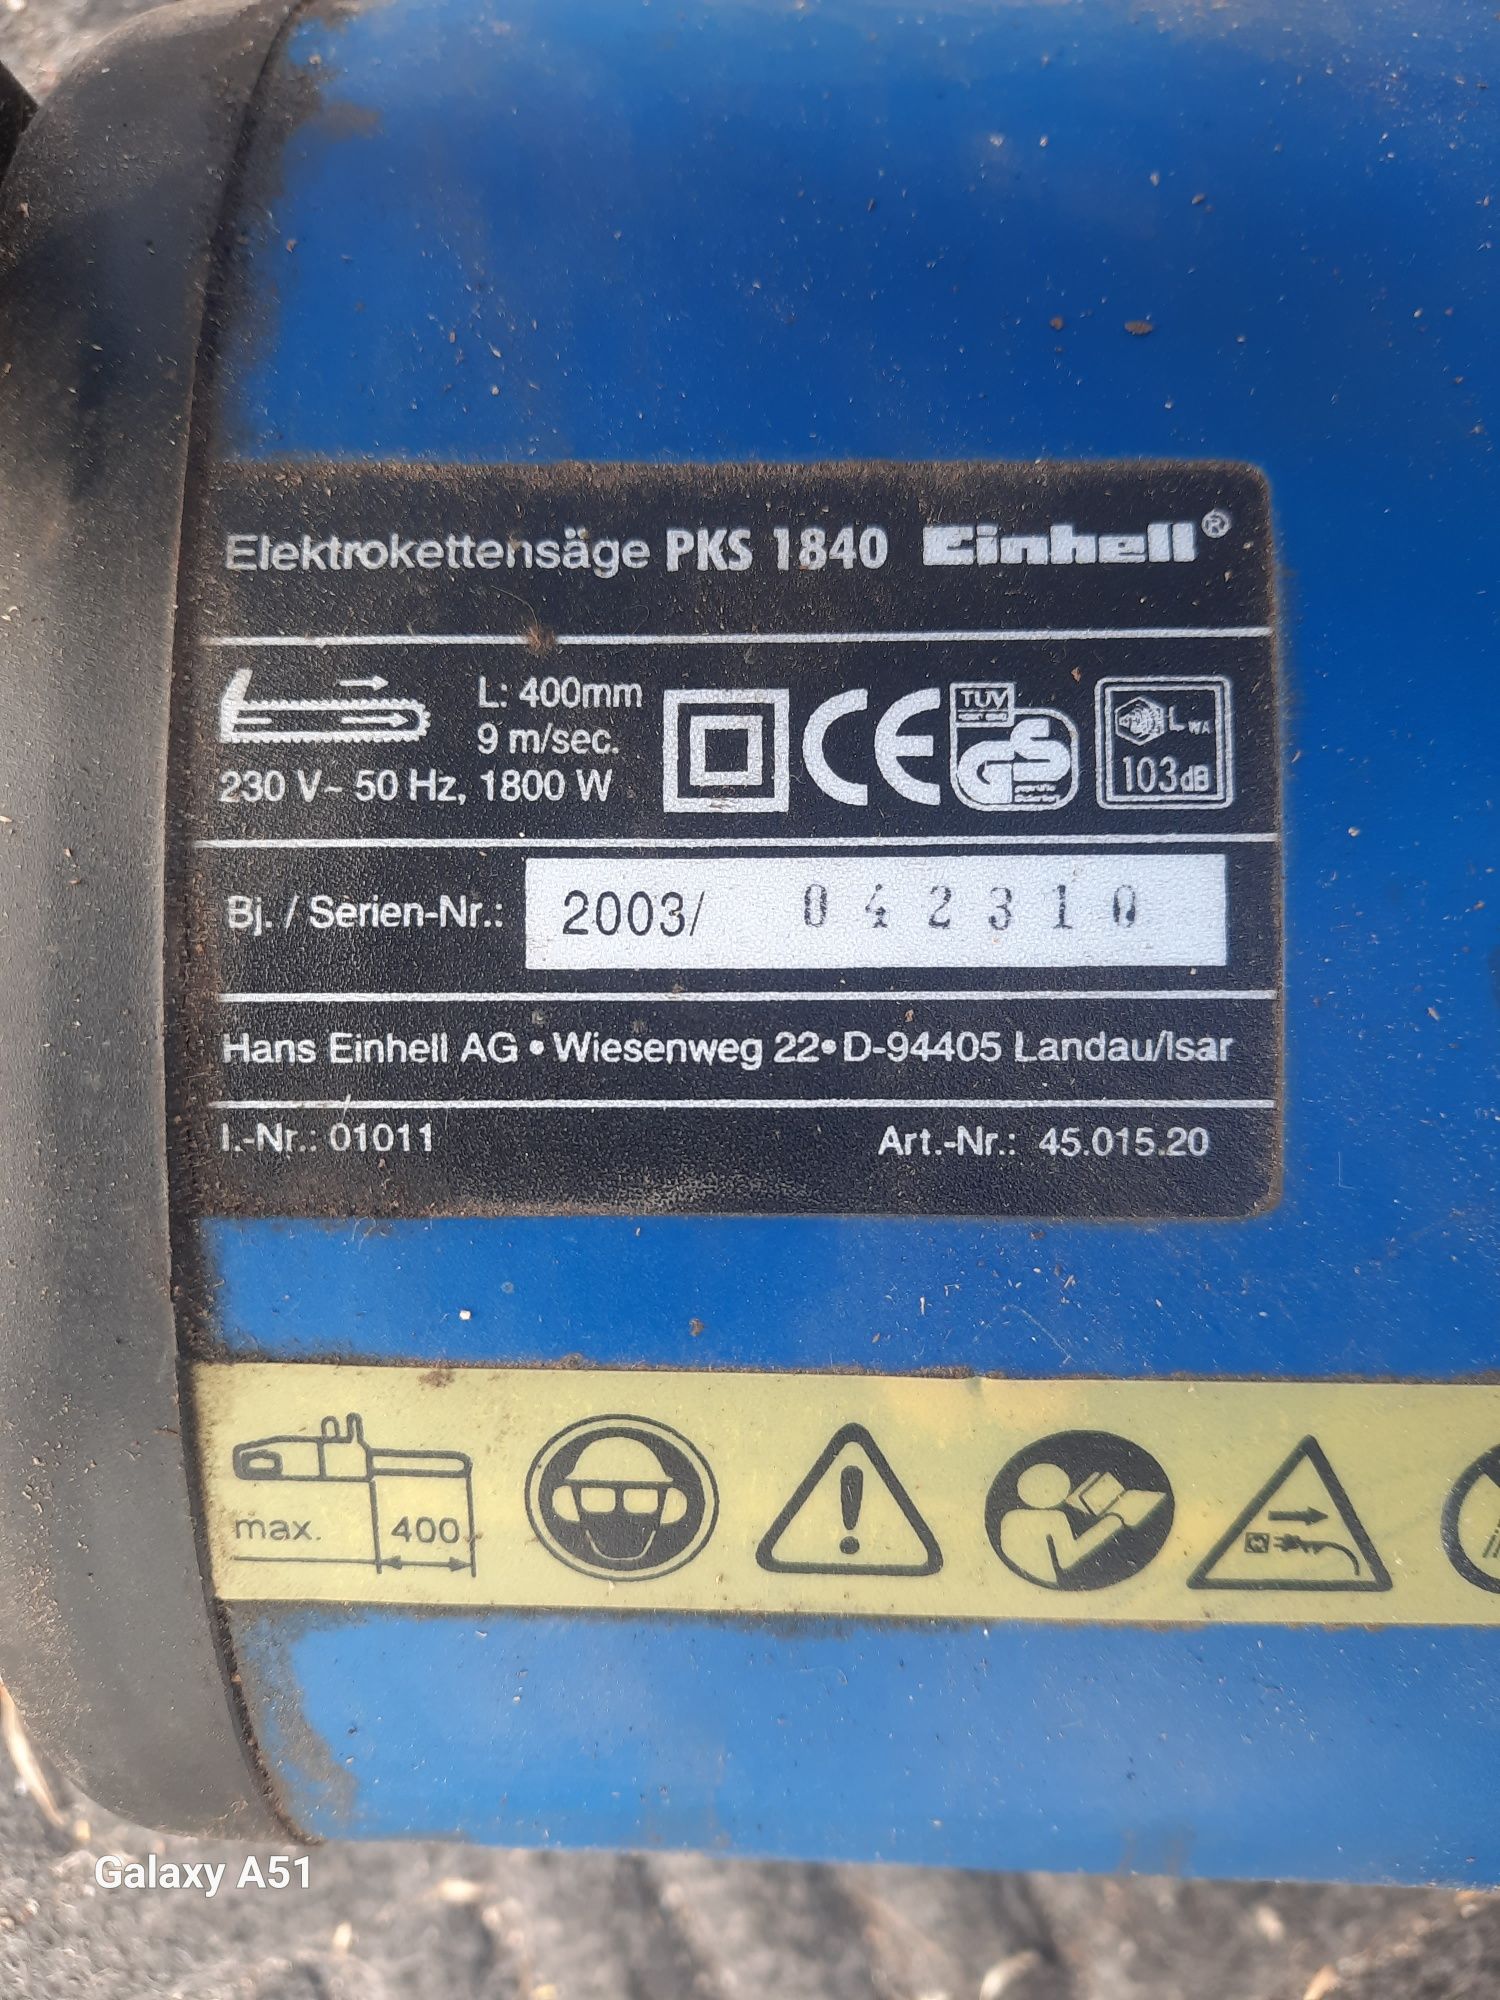 Elektrokettensäge PKS 1840 Einhell®
L: 400mm
9 m/sec.
230 V~ 50 Hz, 1800 W
CE
TÜV
GS
LWA
103dB
Bj. / Serien-Nr.: 2003/ 042310
Hans Einhell AG • Wiesenweg 22 • D-94405 Landau/Isar
I.-Nr.: 01011 Art.-Nr.: 45.015.20
max. 400
Galaxy A51